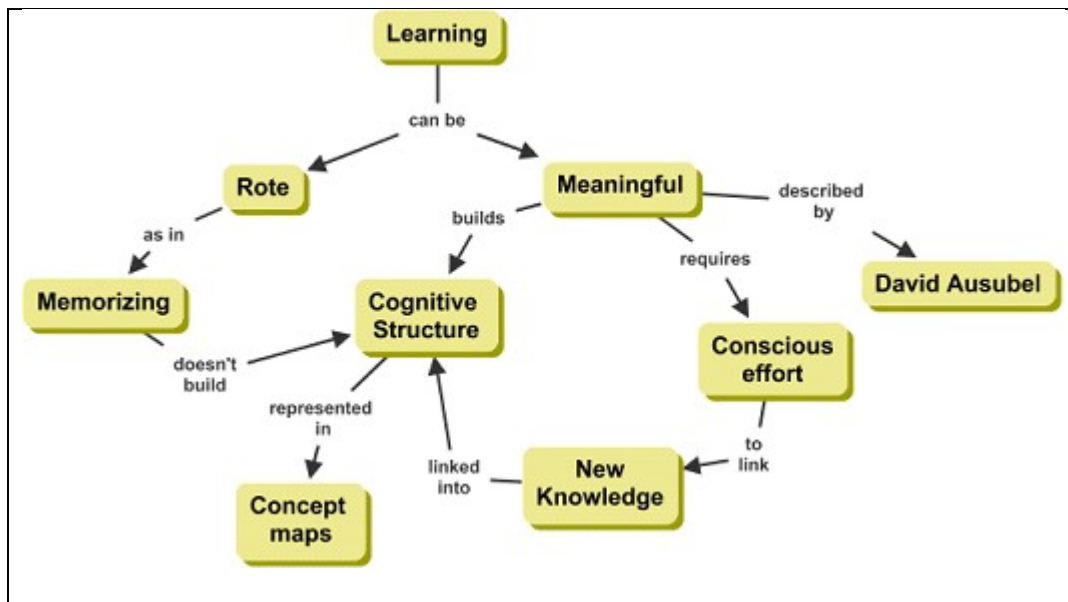 Learning
can be
Rote
Meaningful
described
by
as in
builds
requires
Memorizing
Cognitive
Structure
David Ausubel
Conscious
effort
doesn't
build
represented
in
linked
into
to
link
New
Knowledge
Concept
maps